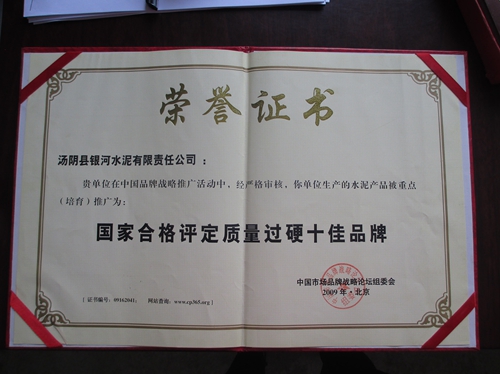 荣誉证书
汤阴县银河水泥有限责任公司：
贵单位在中国品牌战略推广活动中、经严格审核、你单位生产的水泥产品被重点
（培育）推广为：
国家合格评定质量过硬十佳品牌
中国市场品牌战略论坛组委会
2009年·北京
[ 证书编号：09162041； 网站查询：www.cp365.org ]